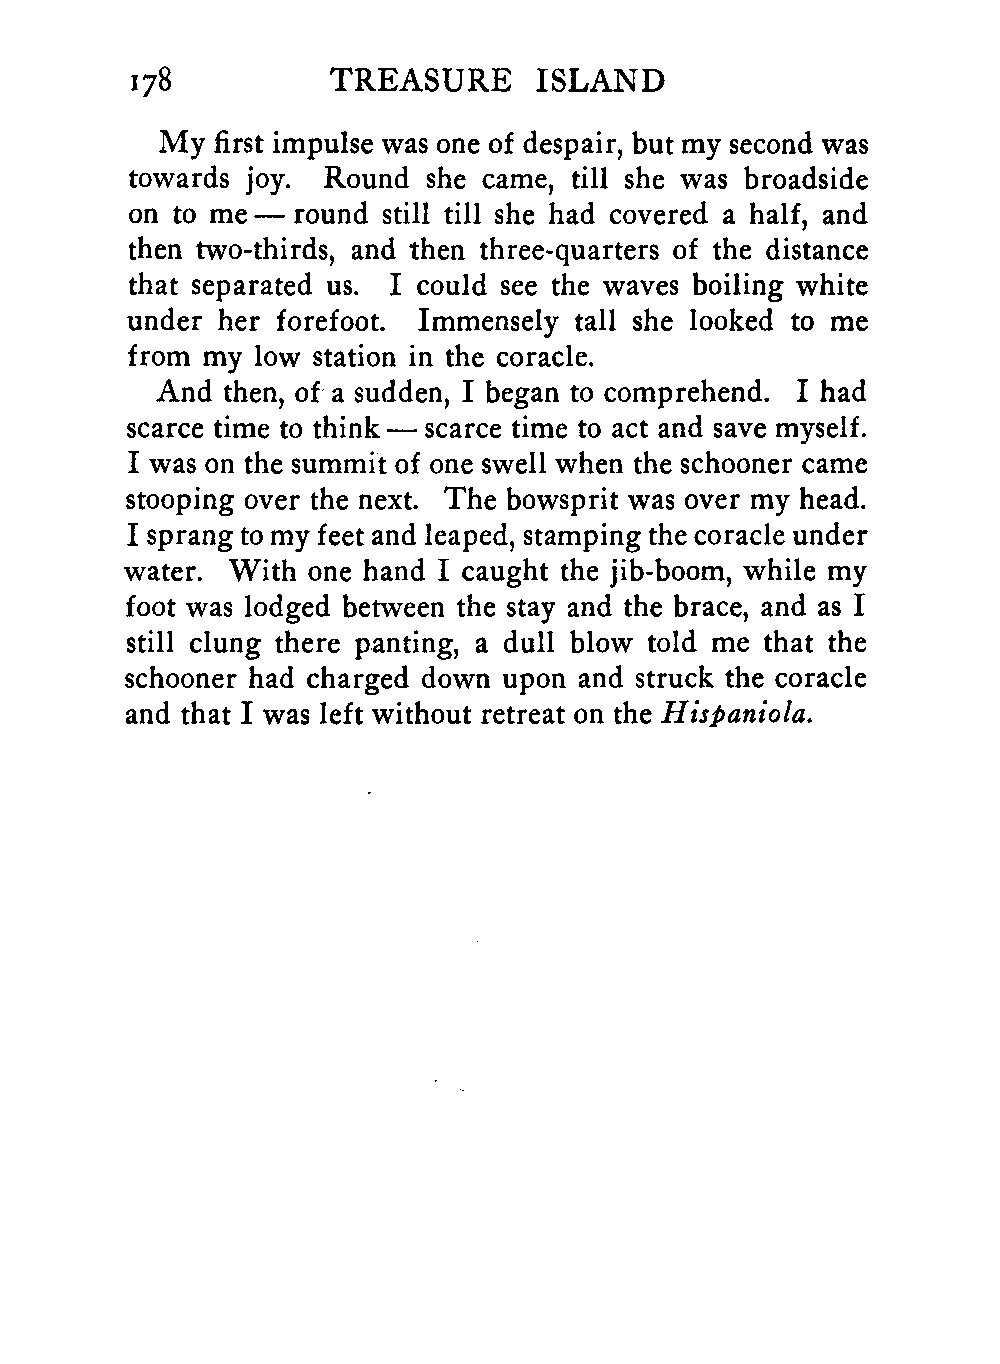 178 TREASURE ISLAND
My first impulse was one of despair, but my second was
towards joy. Round she came, till she was broadside
on to me — round still till she had covered a half, and
then two-thirds, and then three-quarters of the distance
that separated us. I could see the waves boiling white
under her forefoot. Immensely tall she looked to me
from my low station in the coracle.
And then, of a sudden, I began to comprehend. I had
scarce time to think — scarce time to act and save myself.
I was on the summit of one swell when the schooner came
stooping over the next. The bowsprit was over my head.
I sprang to my feet and leaped, stamping the coracle under
water. With one hand I caught the jib-boom, while my
foot was lodged between the stay and the brace, and as I
still clung there panting, a dull blow told me that the
schooner had charged down upon and struck the coracle
and that I was left without retreat on the Hispaniola.